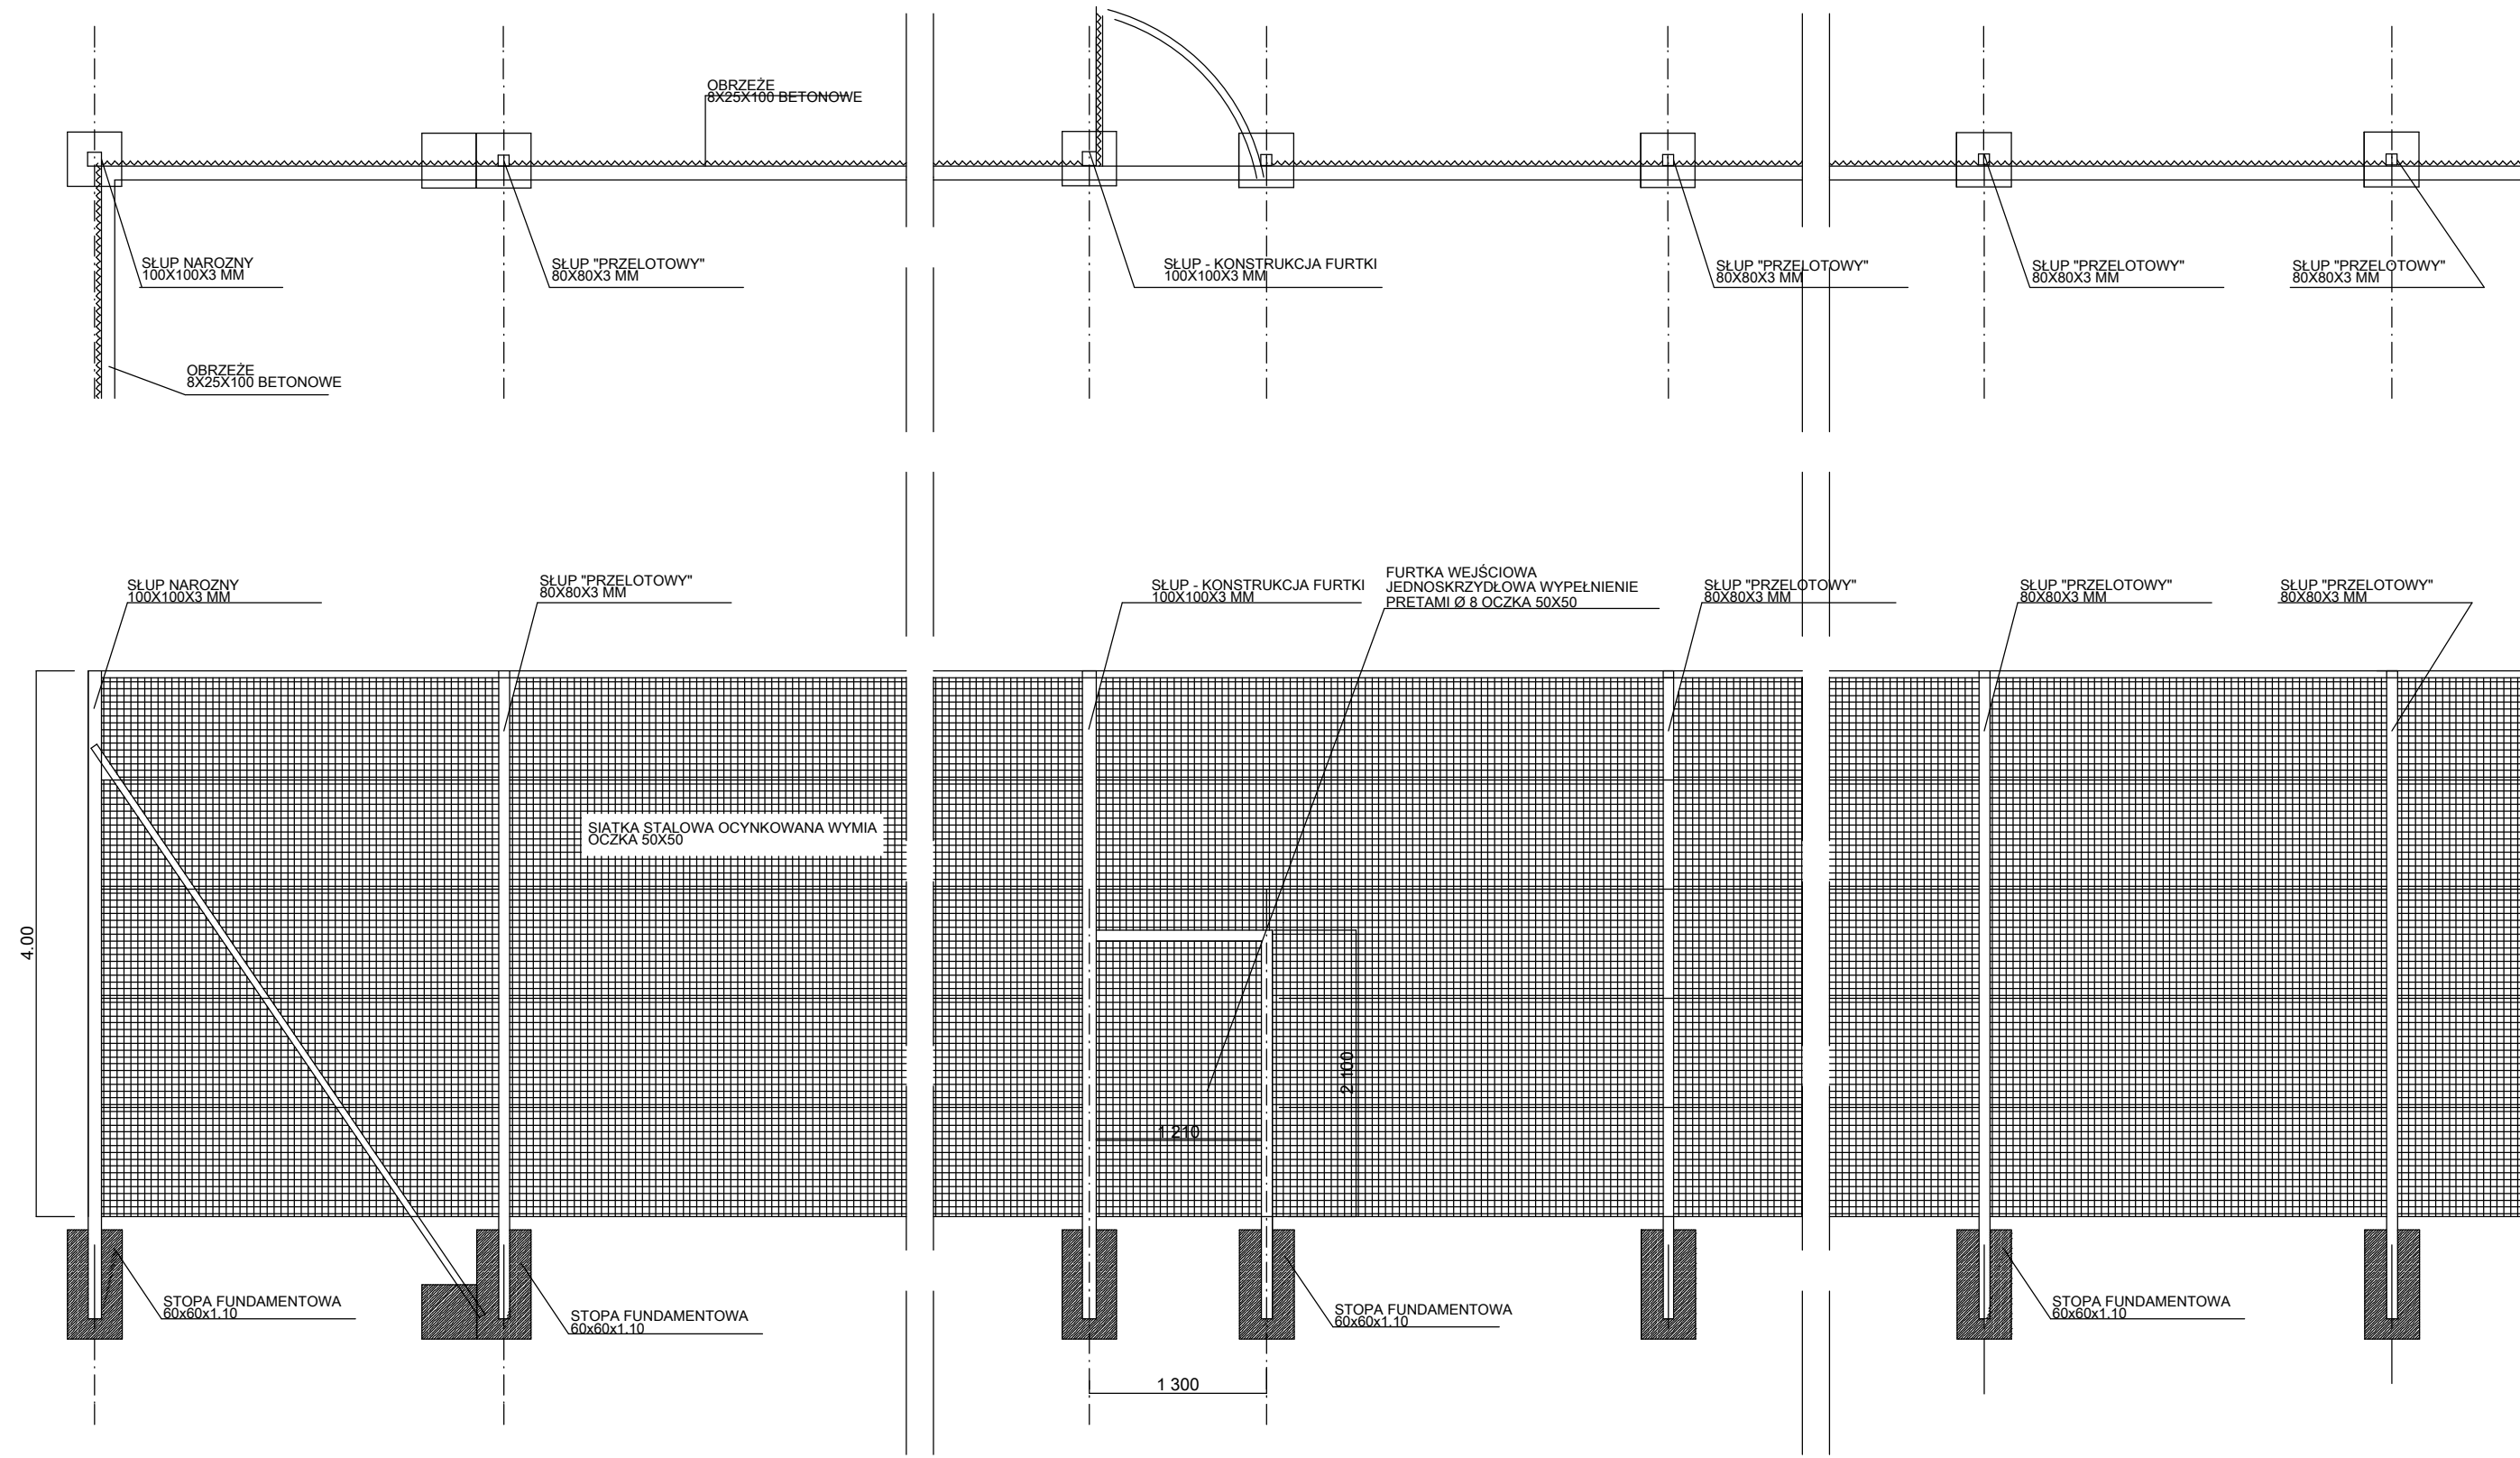 OBRZEŻE
8X25X100 BETONOWE
SŁUP NAROZNY
100X100X3 MM
SŁUP "PRZELOTOWY"
80X80X3 MM
SŁUP - KONSTRUKCJA FURTKI
100X100X3 MM
SŁUP "PRZELOTOWY"
80X80X3 MM
SŁUP "PRZELOTOWY"
80X80X3 MM
SŁUP "PRZELOTOWY"
80X80X3 MM
OBRZEŻE
8X25X100 BETONOWE
SŁUP NAROZNY
100X100X3 MM
SŁUP "PRZELOTOWY"
80X80X3 MM
SŁUP - KONSTRUKCJA FURTKI
100X100X3 MM
FURTKA WEJŚCIOWA
JEDNOSKRZYDŁOWA WYPEŁNIENIE
PRETAMI Ø 8 OCZKA 50X50
SŁUP "PRZELOTOWY"
80X80X3 MM
SŁUP "PRZELOTOWY"
80X80X3 MM
SŁUP "PRZELOTOWY"
80X80X3 MM
SIATKA STALOWA OCYNKOWANA WYMIA
OCZKA 50X50
4.00
2 100
1 210
STOPA FUNDAMENTOWA
60x60x1.10
STOPA FUNDAMENTOWA
60x60x1.10
STOPA FUNDAMENTOWA
60x60x1.10
STOPA FUNDAMENTOWA
60x60x1.10
1 300